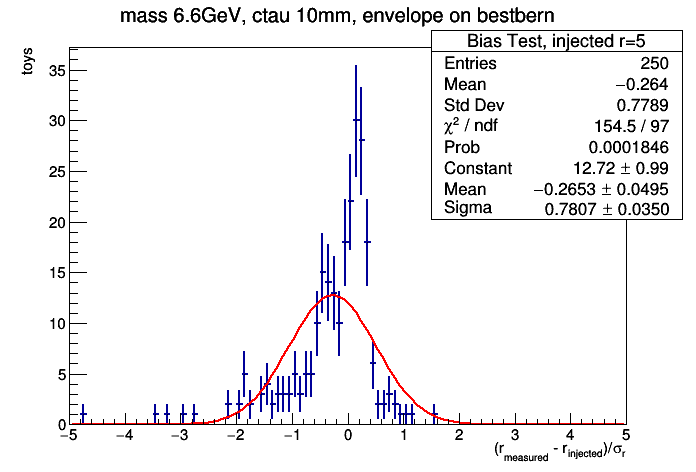 mass 6.6GeV, ctau 10mm, envelope on bestbern
Bias Test, injected r=5
Entries 250
Mean −0.264
Std Dev 0.7789
χ² / ndf 154.5 / 97
Prob 0.0001846
Constant 12.72 ± 0.99
Mean −0.2653 ± 0.0495
Sigma 0.7807 ± 0.0350
toys
35
30
25
20
15
10
5
0
−5 −4 −3 −2 −1 0 1 2 3 4 5
(r_measured - r_injected)/σ_r